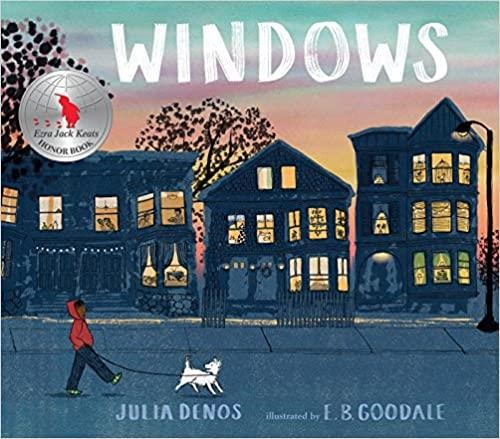 WINDOWS
Ezra Jack Keats
HONOR BOOK
JULIA DENOS illustrated by E. B. GOODALE